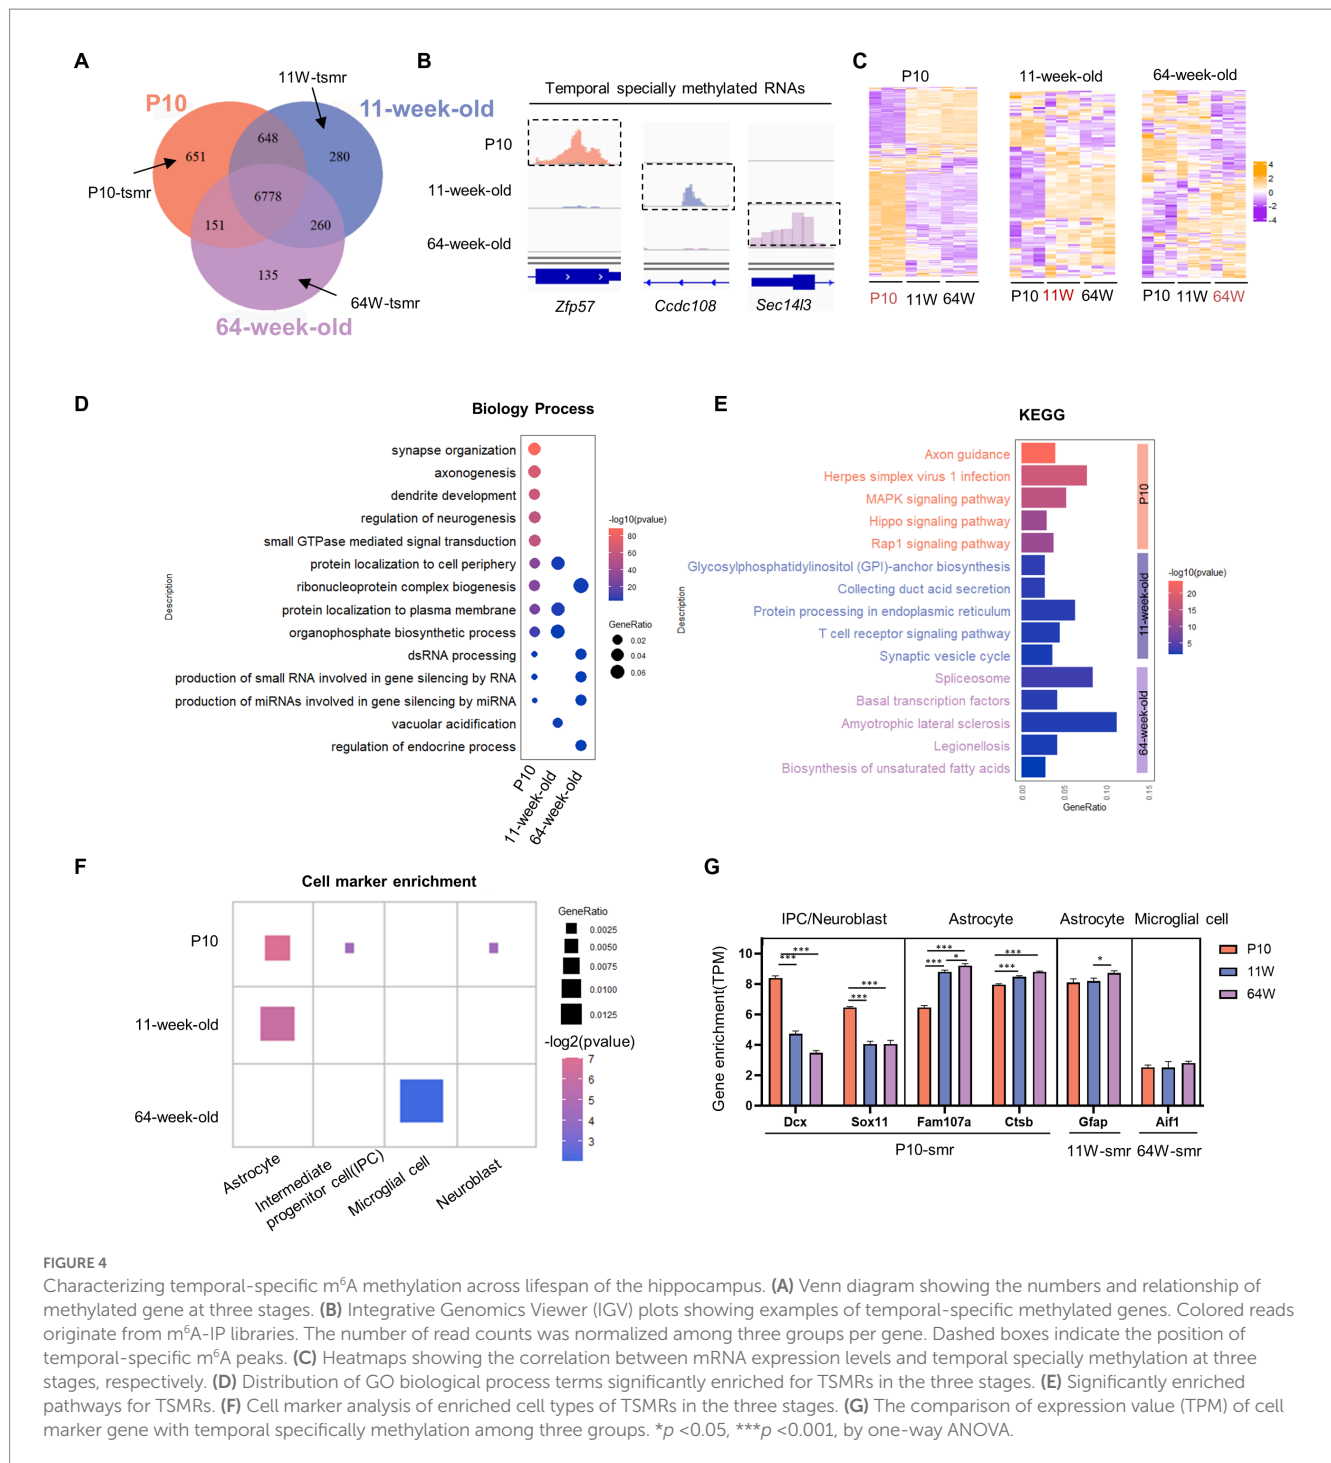 A
P10
11W-tsmr
11-week-old
651
648
280
P10-tsmr
6778
151
260
135
64W-tsmr
64-week-old
B
Temporal specially methylated RNAs
P10
11-week-old
64-week-old
Zfp57
Ccdc108
Sec14l3
C
P10
11-week-old
64-week-old
4
2
0
-2
-4
P10 11W 64W
P10 11W 64W
P10 11W 64W
D
Biology Process
synapse organization
axonogenesis
dendrite development
regulation of neurogenesis
small GTPase mediated signal transduction
protein localization to cell periphery
ribonucleoprotein complex biogenesis
protein localization to plasma membrane
organophosphate biosynthetic process
dsRNA processing
production of small RNA involved in gene silencing by RNA
production of miRNAs involved in gene silencing by miRNA
vacuolar acidification
regulation of endocrine process
Description
P10
11-week-old
64-week-old
-log10(pvalue)
80
60
40
20
GeneRatio
0.02
0.04
0.06
E
KEGG
Axon guidance
Herpes simplex virus 1 infection
MAPK signaling pathway
Hippo signaling pathway
Rap1 signaling pathway
Glycosylphosphatidylinositol (GPI)-anchor biosynthesis
Collecting duct acid secretion
Protein processing in endoplasmic reticulum
T cell receptor signaling pathway
Synaptic vesicle cycle
Spliceosome
Basal transcription factors
Amyotrophic lateral sclerosis
Legionellosis
Biosynthesis of unsaturated fatty acids
Description
P10
11-week-old
64-week-old
0.00
0.05
0.10
0.15
GeneRatio
-log10(pvalue)
20
15
10
5
F
Cell marker enrichment
P10
11-week-old
64-week-old
Astrocyte
Intermediate
progenitor cell(IPC)
Microglial cell
Neuroblast
GeneRatio
0.0025
0.0050
0.0075
0.0100
0.0125
-log2(pvalue)
7
6
5
4
3
G
IPC/Neuroblast
Astrocyte
Astrocyte
Microglial cell
Gene enrichment(TPM)
10
8
6
4
2
0
***
***
***
***
***
***
*
***
***
*
Dcx
Sox11
Fam107a
Ctsb
Gfap
Aif1
P10-smr
11W-smr
64W-smr
P10
11W
64W
FIGURE 4
Characterizing temporal-specific m⁶A methylation across lifespan of the hippocampus. (A) Venn diagram showing the numbers and relationship of
methylated gene at three stages. (B) Integrative Genomics Viewer (IGV) plots showing examples of temporal-specific methylated genes. Colored reads
originate from m⁶A-IP libraries. The number of read counts was normalized among three groups per gene. Dashed boxes indicate the position of
temporal-specific m⁶A peaks. (C) Heatmaps showing the correlation between mRNA expression levels and temporal specially methylation at three
stages, respectively. (D) Distribution of GO biological process terms significantly enriched for TSMRs in the three stages. (E) Significantly enriched
pathways for TSMRs. (F) Cell marker analysis of enriched cell types of TSMRs in the three stages. (G) The comparison of expression value (TPM) of cell
marker gene with temporal specifically methylation among three groups. *p <0.05, ***p <0.001, by one-way ANOVA.